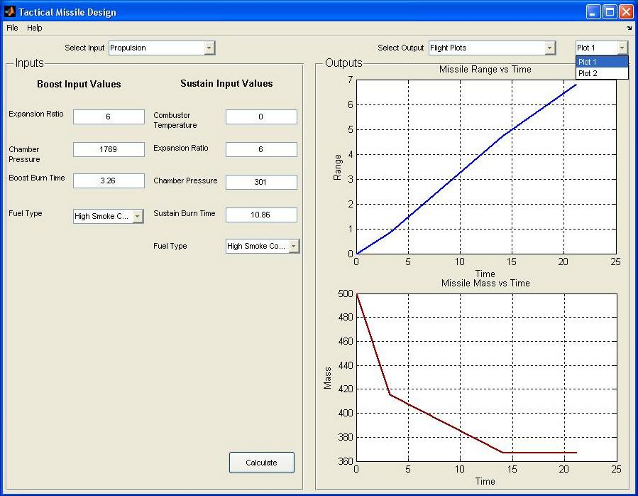 Tactical Missile Design
File Help
Select Input Propulsion
Select Output Flight Plots Plot 1
Plot 1
Plot 2
Inputs
Boost Input Values
Expansion Ratio 6
Chamber Pressure 1769
Boost Burn Time 3.26
Fuel Type High Smoke C...
Sustain Input Values
Combustor Temperature 0
Expansion Ratio 6
Chamber Pressure 301
Sustain Burn Time 10.86
Fuel Type High Smoke Co...
Calculate
Outputs
Missile Range vs Time
7
6
5
4
3
2
1
0
Range
0 5 10 15 20 25
Time
Missile Mass vs Time
500
480
460
440
420
400
380
360
Mass
0 5 10 15 20 25
Time